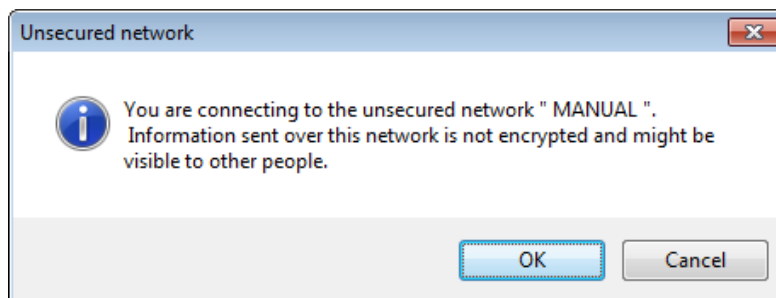 Unsecured network
You are connecting to the unsecured network " MANUAL ".
Information sent over this network is not encrypted and might be
visible to other people.
OK
Cancel